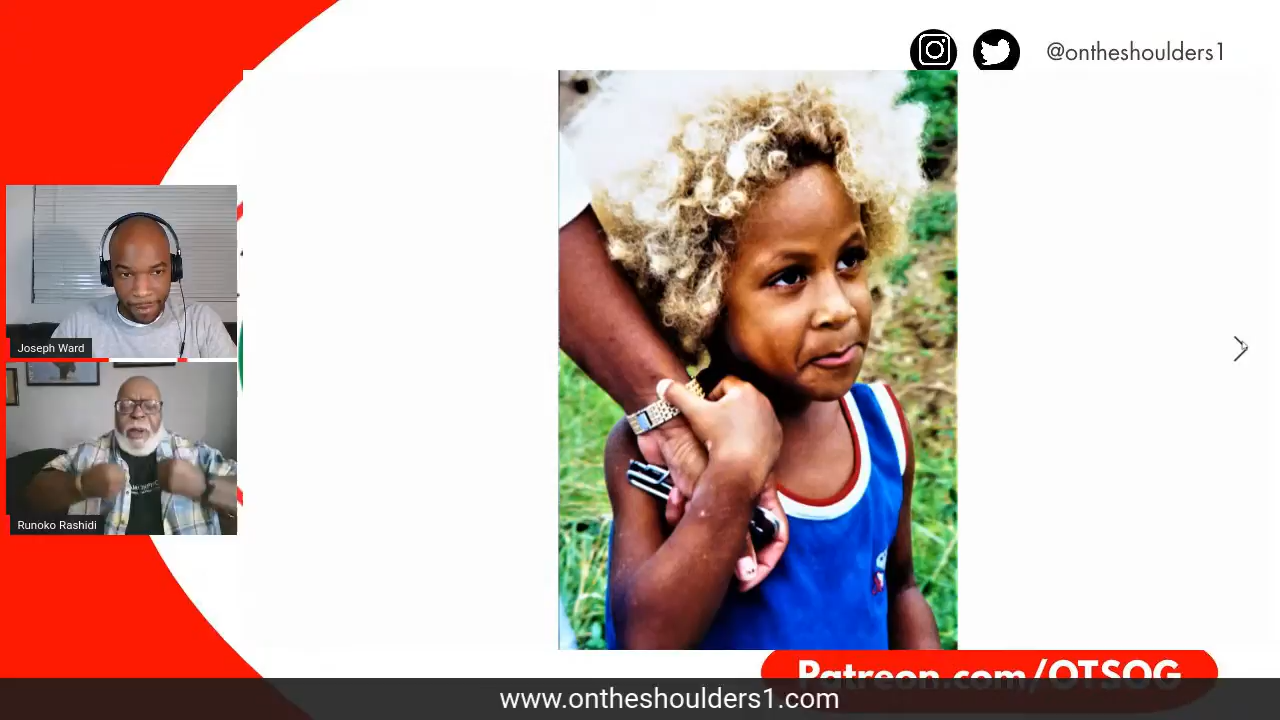 @ontheshoulders1
Joseph Ward
Runoko Rashidi
Patreon.com/OTSOG
www.ontheshoulders1.com